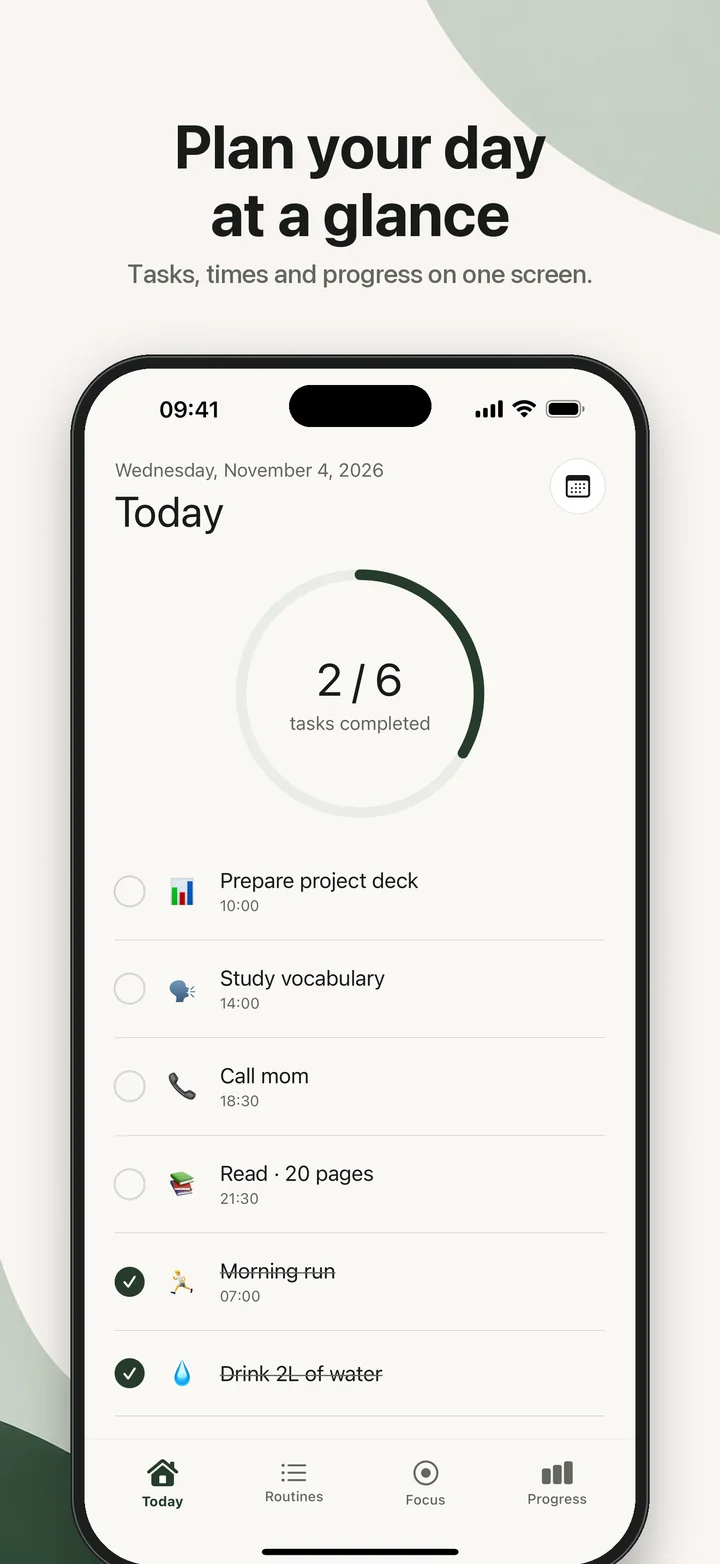 Plan your day
at a glance
Tasks, times and progress on one screen.
09:41
Wednesday, November 4, 2026
Today
2 / 6
tasks completed
Prepare project deck
10:00
Study vocabulary
14:00
Call mom
18:30
Read · 20 pages
21:30
Morning run
07:00
Drink 2L of water
Today
Routines
Focus
Progress